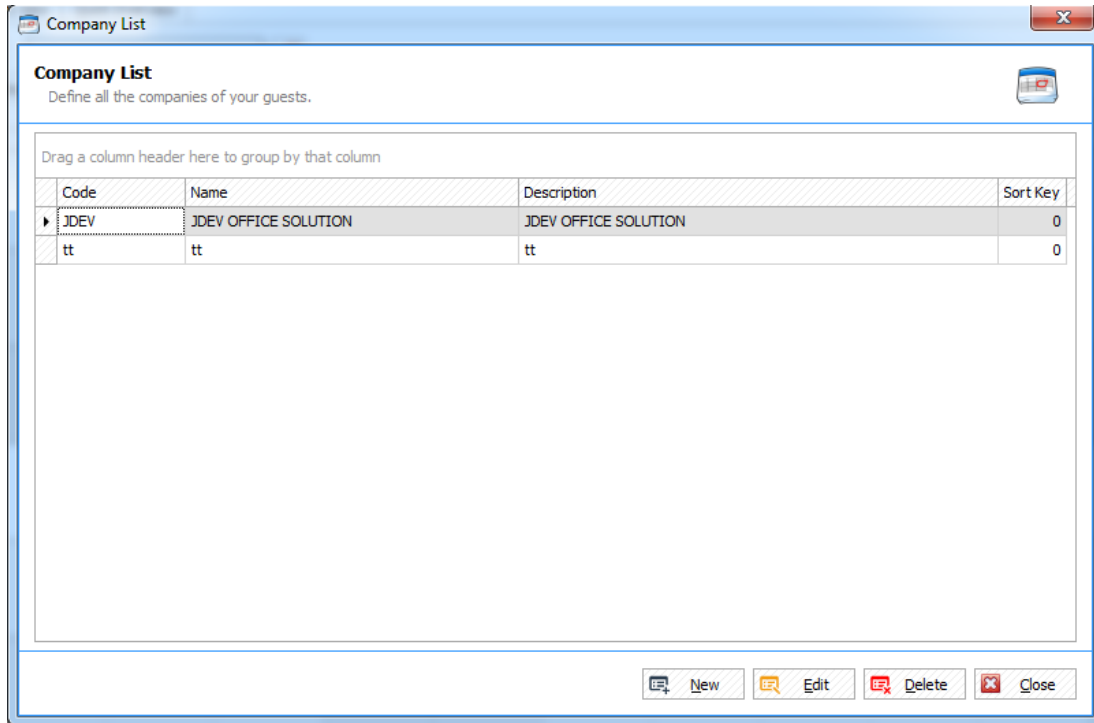 Company List
Company List
Define all the companies of your guests.
Drag a column header here to group by that column
Code Name Description Sort Key
JDEV JDEV OFFICE SOLUTION JDEV OFFICE SOLUTION 0
tt tt tt 0
New Edit Delete Close